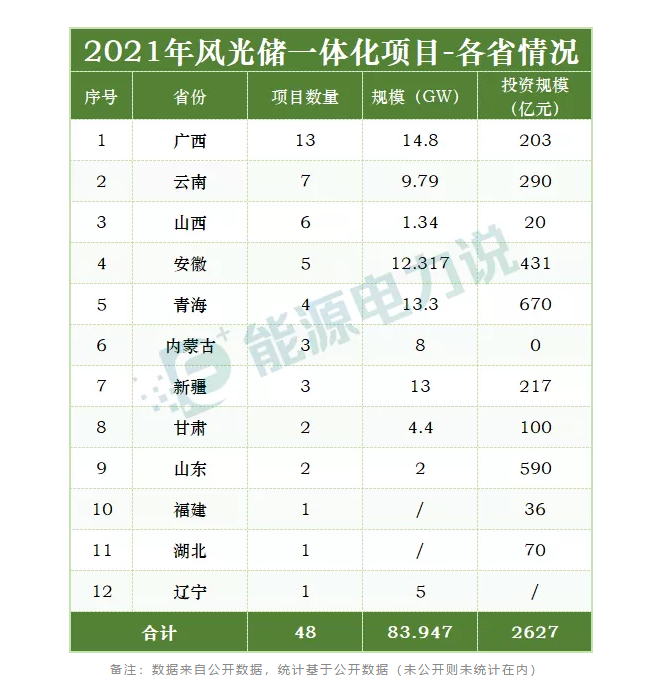 2021年风光储一体化项目-各省情况
序号 省份 项目数量 规模（GW） 投资规模（亿元）
1 广西 13 14.8 203
2 云南 7 9.79 290
3 山西 6 1.34 20
4 安徽 5 12.317 431
5 青海 4 13.3 670
6 内蒙古 3 8 0
7 新疆 3 13 217
8 甘肃 2 4.4 100
9 山东 2 2 590
10 福建 1 / 36
11 湖北 1 / 70
12 辽宁 1 5 /
合计 48 83.947 2627
备注：数据来自公开数据，统计基于公开数据（未公开则未统计在内）
能源电力说